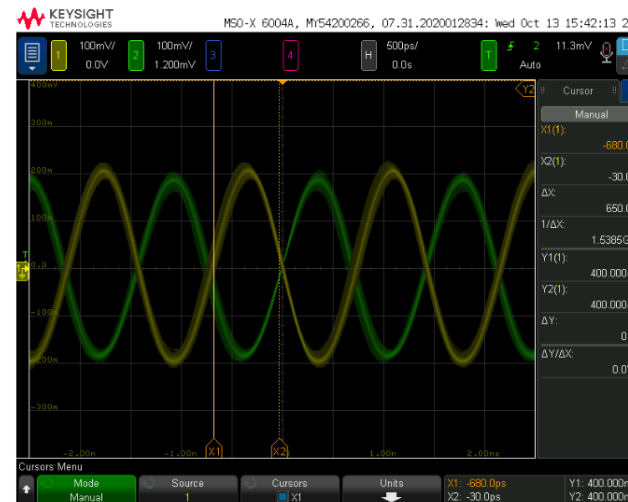 KEYSIGHT
TECHNOLOGIES
MSO-X 6004A, MY54200266, 07.31.2020012834: Wed Oct 13 15:42:13 2
1 100mV/ 0.0V 2 100mV/ 1.200mV 3 4 H 500ps/ 0.0s T 2 11.3mV Auto
400mV
300m
200m
100m
0.0
-100m
-200m
-300m
-2.00n -1.00n 0.0 1.00n 2.00ns
X1 X2
Y2
T
Cursor
Manual
X1(1):
-680.0
X2(1):
-30.0
ΔX:
650.0
1/ΔX:
1.5385G
Y1(1):
400.000
Y2(1):
400.000
ΔY:
0
ΔY/ΔX:
0.0
Cursors Menu
Mode
Manual
Source
1
Cursors
X1
Units
X1: -680.0ps
X2: -30.0ps
Y1: 400.000m
Y2: 400.000m